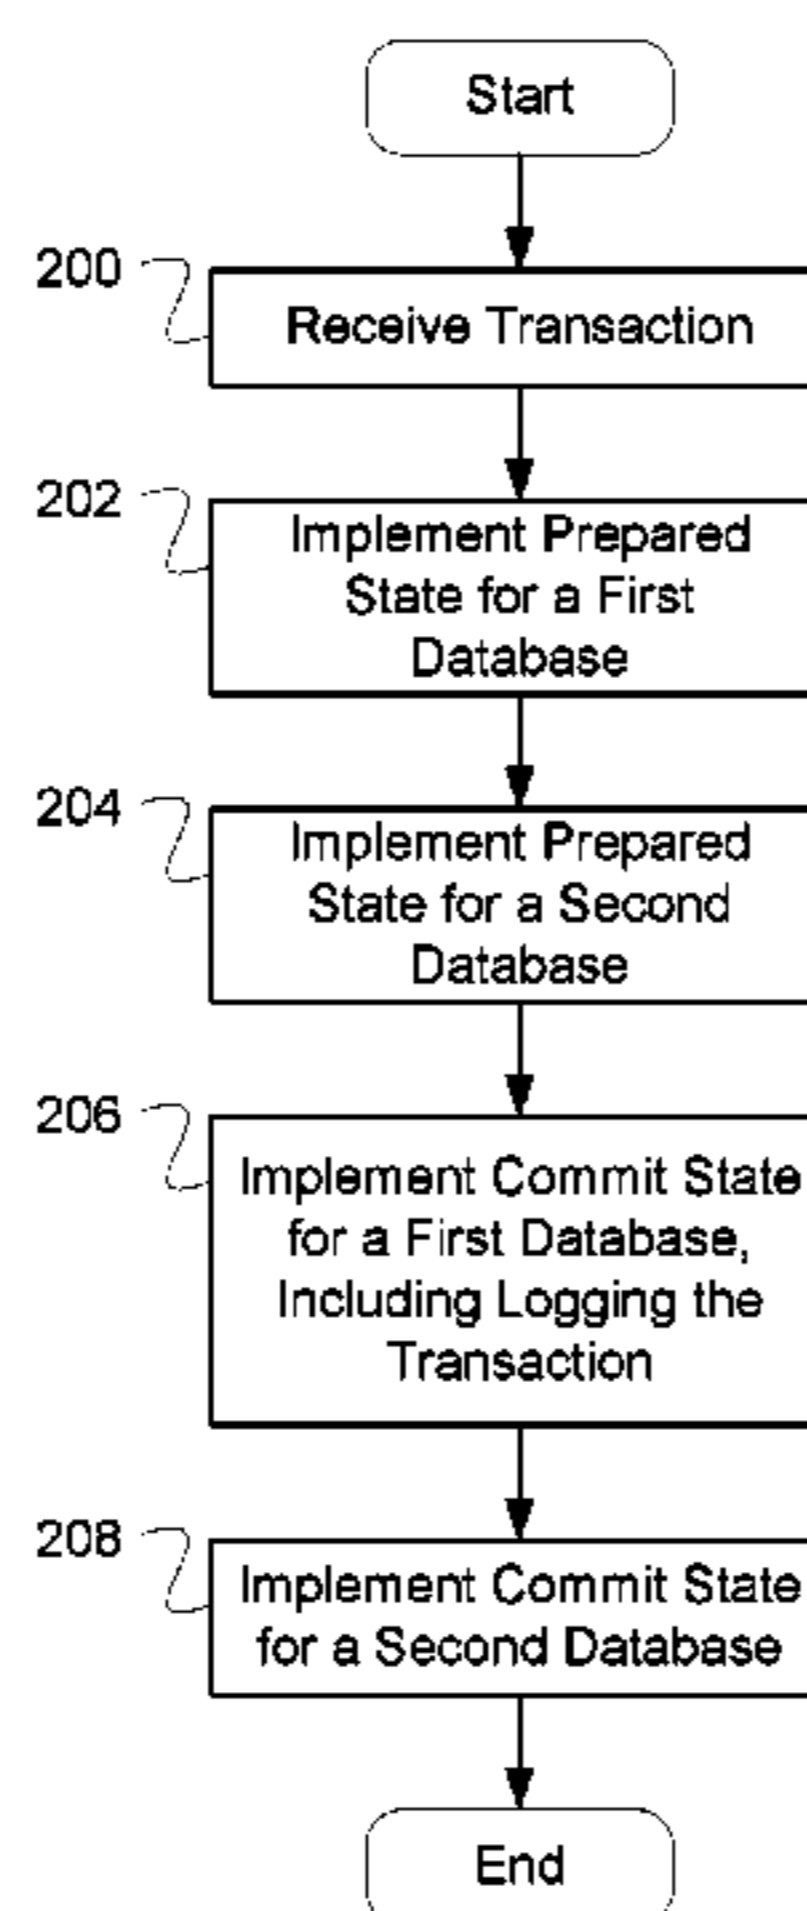 Start
200
Receive Transaction
202
Implement Prepared
State for a First
Database
204
Implement Prepared
State for a Second
Database
206
Implement Commit State
for a First Database,
Including Logging the
Transaction
208
Implement Commit State
for a Second Database
End